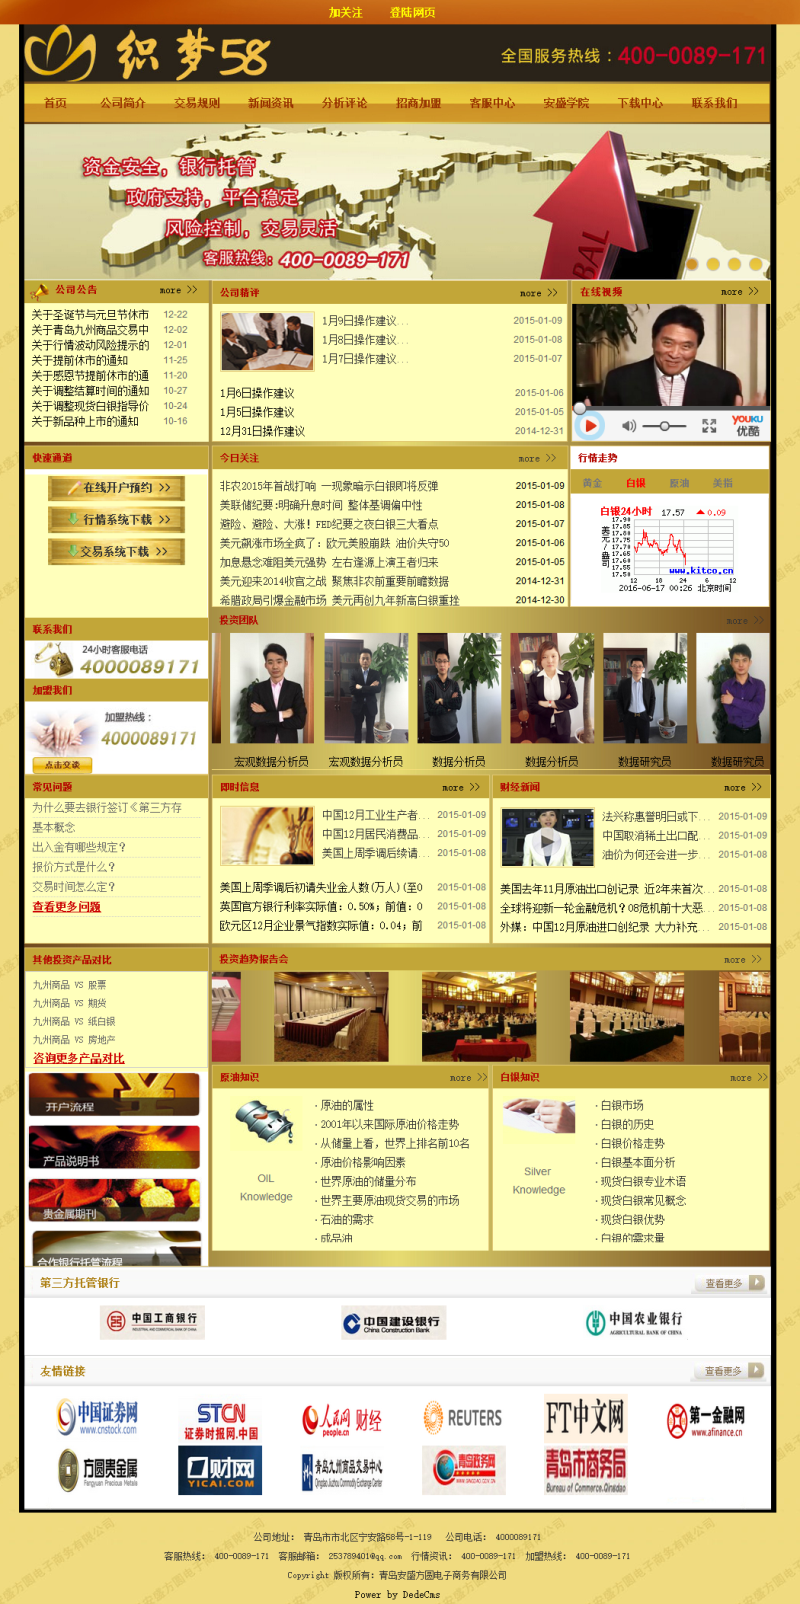 加关注 登陆网页
织梦58
全国服务热线：400-0089-171
首页 公司简介 交易规则 新闻资讯 分析评论 招商加盟 客服中心 安盛学院 下载中心 联系我们
资金安全，银行托管
政府支持，平台稳定
风险控制，交易灵活
客服热线：400-0089-171
公司公告 more >>
关于圣诞节与元旦节休市 12-22
关于青岛九州商品交易中 12-02
关于行情波动风险提示的 12-01
关于提前休市的通知 11-25
关于感恩节提前休市的通 11-20
关于调整结算时间的通知 10-27
关于调整现货白银指导价 10-24
关于新品种上市的通知 10-16
公司精评 more >>
1月9日操作建议... 2015-01-09
1月8日操作建议... 2015-01-08
1月7日操作建议... 2015-01-07
1月6日操作建议 2015-01-06
1月5日操作建议 2015-01-05
12月31日操作建议 2014-12-31
在线视频 more >>
YOUKU
优酷
快速通道
在线开户预约 >>
行情系统下载 >>
交易系统下载 >>
今日关注 more >>
非农2015年首战打响 一现象暗示白银即将反弹 2015-01-09
美联储纪要:明确升息时间 整体基调偏中性 2015-01-08
避险、避险、大涨! FED纪要之夜白银三大看点 2015-01-07
美元飙涨市场全疯了：欧元美股崩跌 油价失守50 2015-01-06
加息悬念难阻美元强势 左右逢源上演王者归来 2015-01-05
美元迎来2014收官之战 聚焦非农前重要前瞻数据 2014-12-31
希腊政局引爆金融市场 美元再创九年新高白银重挫 2014-12-30
行情走势
黄金 白银 原油 美指
白银24小时 17.57 0.09
美元/盎司
17.90
17.85
17.80
17.75
17.70
17.65
17.60
17.55
17.50
www.kitco.cn
12 18 0 6 12
2016-06-17 00:26 北京时间
联系我们
24小时客服电话
4000089171
加盟我们
加盟热线：
4000089171
点击交谈
投资团队 more >>
宏观数据分析员 宏观数据分析员 数据分析员 数据分析员 数据研究员 数据研究员
常见问题
为什么要去银行签订《第三方存
基本概念
出入金有哪些规定？
报价方式是什么？
交易时间怎么定？
查看更多问题
即时信息 more >>
中国12月工业生产者... 2015-01-09
中国12月居民消费品... 2015-01-09
美国上周季调后续请... 2015-01-08
美国上周季调后初请失业金人数(万人)(至0 2015-01-08
英国官方银行利率实际值：0.50%；前值：0 2015-01-08
欧元区12月企业景气指数实际值：0.04；前 2015-01-08
财经新闻 more >>
法兴称惠誉明日或下... 2015-01-09
中国取消稀土出口配... 2015-01-09
油价为何还会进一步... 2015-01-08
美国去年11月原油出口创记录 近2年来首次... 2015-01-08
全球将迎新一轮金融危机？08危机前十大恶... 2015-01-08
外媒：中国12月原油进口创纪录 大力补充... 2015-01-08
其他投资产品对比
九州商品 VS 股票
九州商品 VS 期货
九州商品 VS 纸白银
九州商品 VS 房地产
咨询更多产品对比
投资趋势报告会 more >>
开户流程
产品说明书
贵金属期刊
合作银行托管流程
原油知识 more >>
OIL
Knowledge
· 原油的属性
· 2001年以来国际原油价格走势
· 从储量上看，世界上排名前10名
· 原油价格影响因素
· 世界原油的储量分布
· 世界主要原油现货交易的市场
· 石油的需求
· 成品油
白银知识 more >>
Silver
Knowledge
· 白银市场
· 白银的历史
· 白银价格走势
· 白银基本面分析
· 现货白银专业术语
· 现货白银常见概念
· 现货白银优势
· 白银的需求量
第三方托管银行 查看更多
中国工商银行
INDUSTRIAL AND COMMERCIAL BANK OF CHINA
中国建设银行
China Construction Bank
中国农业银行
AGRICULTURAL BANK OF CHINA
友情链接 查看更多
中国证券网
www.cnstock.com
STCN
证券时报网.中国
人民网 财经
people.cn
REUTERS
FT中文网
第一金融网
www.afinance.cn
方圆贵金属
Fangyuan Precious Metals
财网
YICAI.COM
青岛九州商品交易中心
Qingdao Jiuzhou Commodity Exchange Center
青岛政务网
青岛市商务局
Bureau of Commerce,Qingdao
公司地址： 青岛市市北区宁安路58号-1-119 公司电话： 4000089171
客服热线： 400-0089-171 客服邮箱： 253789401@qq.com 行情资讯： 400-0089-171 加盟热线： 400-0089-171
Copyright 版权所有：青岛安盛方圆电子商务有限公司
Power by DedeCms